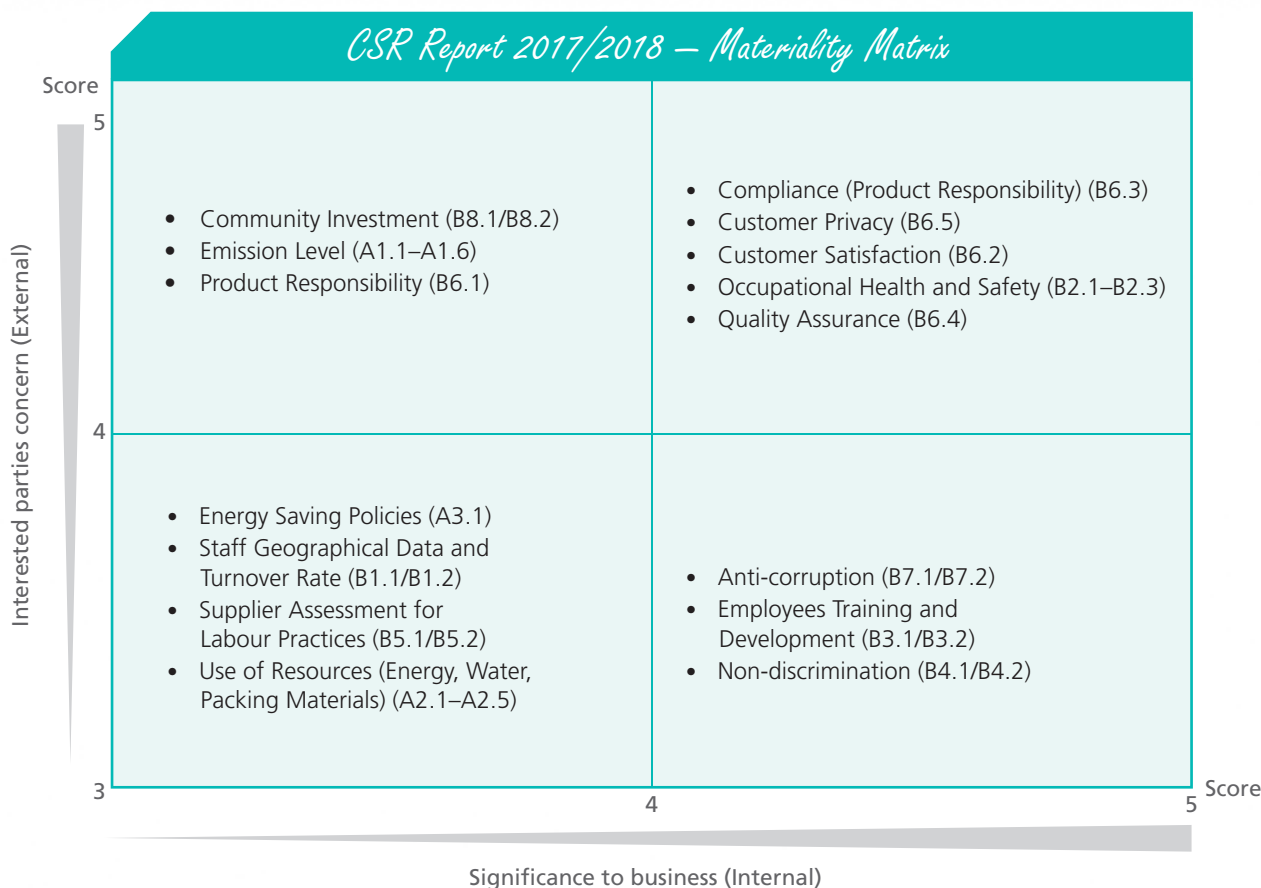 CSR Report 2017/2018 – Materiality Matrix
Score
5
4
3
Interested parties concern (External)
• Community Investment (B8.1/B8.2)
• Emission Level (A1.1–A1.6)
• Product Responsibility (B6.1)
• Compliance (Product Responsibility) (B6.3)
• Customer Privacy (B6.5)
• Customer Satisfaction (B6.2)
• Occupational Health and Safety (B2.1–B2.3)
• Quality Assurance (B6.4)
• Energy Saving Policies (A3.1)
• Staff Geographical Data and
Turnover Rate (B1.1/B1.2)
• Supplier Assessment for
Labour Practices (B5.1/B5.2)
• Use of Resources (Energy, Water,
Packing Materials) (A2.1–A2.5)
• Anti-corruption (B7.1/B7.2)
• Employees Training and
Development (B3.1/B3.2)
• Non-discrimination (B4.1/B4.2)
4
5
Score
Significance to business (Internal)